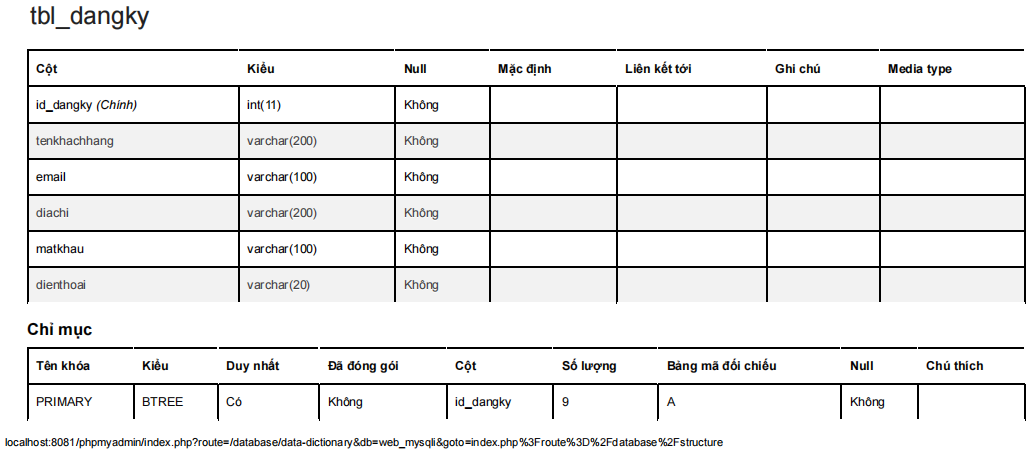 tbl_dangky
Cột Kiểu Null Mặc định Liên kết tới Ghi chú Media type
id_dangky (Chính) int(11) Không
tenkhachhang varchar(200) Không
email varchar(100) Không
diachi varchar(200) Không
matkhau varchar(100) Không
dienthoai varchar(20) Không
Chỉ mục
Tên khóa Kiểu Duy nhất Đã đóng gói Cột Số lượng Bảng mã đối chiếu Null Chú thích
PRIMARY BTREE Có Không id_dangky 9 A Không
localhost:8081/phpmyadmin/index.php?route=/database/data-dictionary&db=web_mysqli&goto=index.php%3Froute%3D%2Fdatabase%2Fstructure